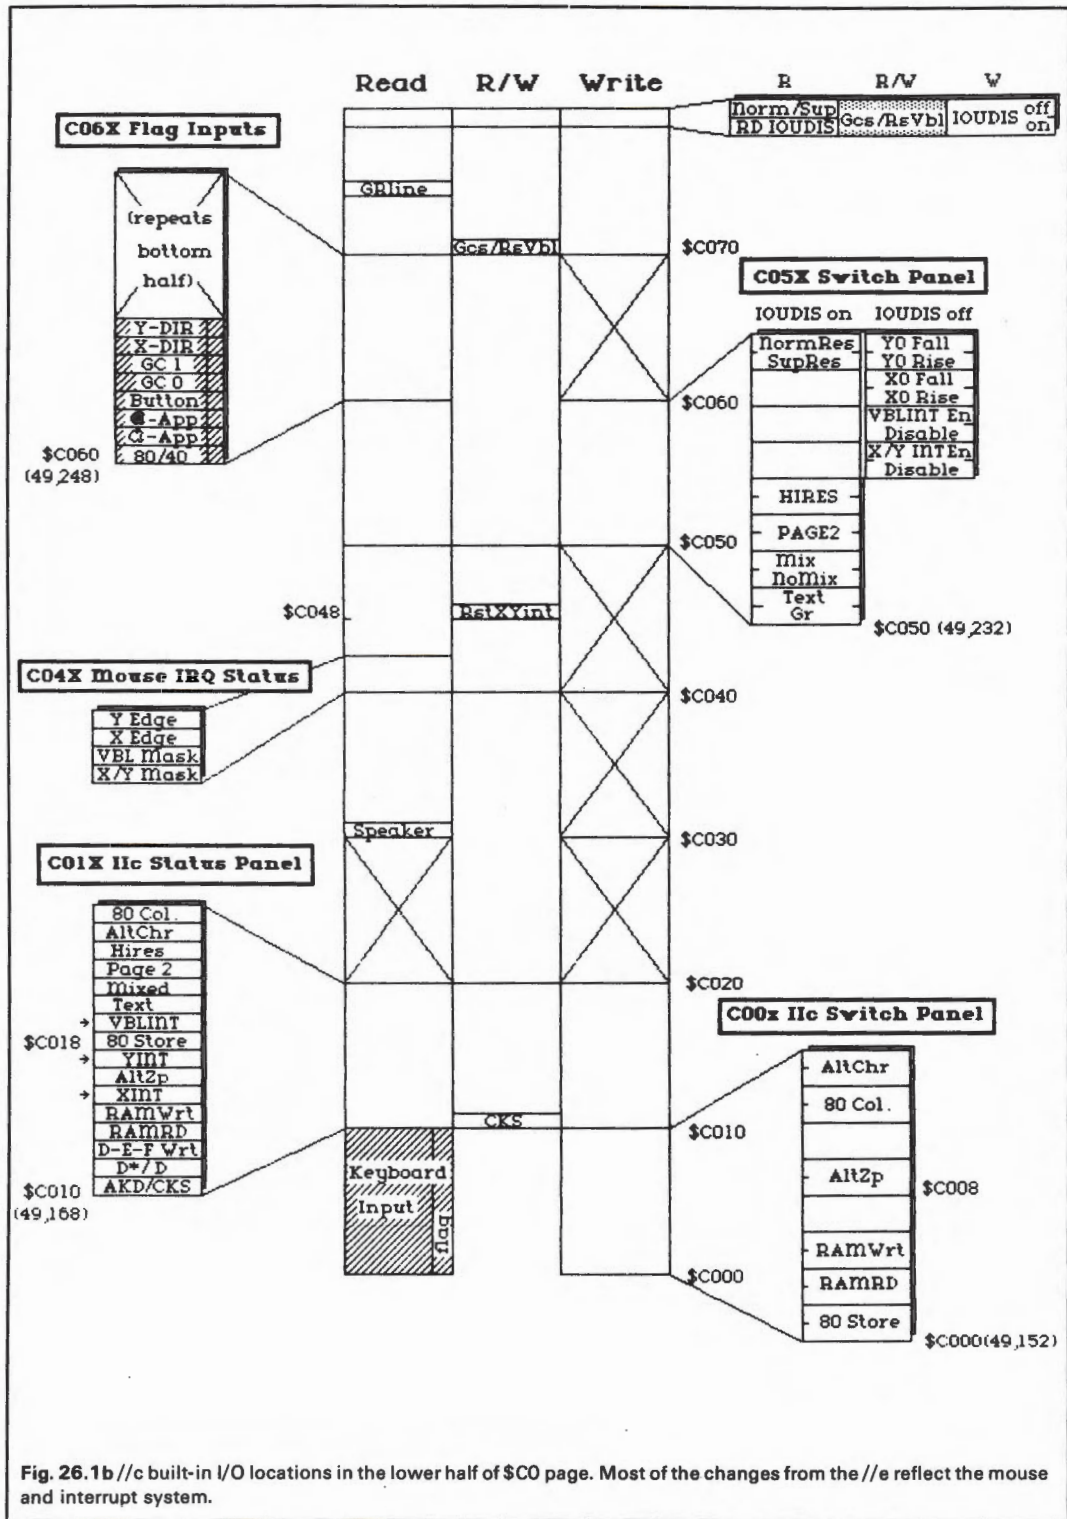 Read R/W Write
R R/W W
Norm/Sup
RD IOUDIS
Gcs/RsVbl
IOUDIS off
on
C06X Flag Inputs
(repeats
bottom
half)
Y-DIR
X-DIR
GC 1
GC 0
Button
-App
-App
80/40
$C060
(49,248)
GRline
Gcs/RsVbl
$C070
C05X Switch Panel
IOUDIS on IOUDIS off
NormRes
SupRes
HIRES
PAGE2
Mix
NoMix
Text
Gr
Y0 Fall
Y0 Rise
X0 Fall
X0 Rise
VBLINT En
Disable
X/Y INTEn
Disable
$C050 (49,232)
$C060
$C050
$C048
RstXYint
C04X Mouse IRQ Status
Y Edge
X Edge
VBL Mask
X/Y Mask
$C040
Speaker
$C030
C01X IIc Status Panel
80 Col.
AltChr
Hires
Page 2
Mixed
Text
VBLINT
80 Store
YINT
AltZp
XINT
RAMWrt
RAMRD
D-E-F Wrt
D*/D
AKD/CKS
$C018
$C010
(49,168)
$C020
C00x IIc Switch Panel
AltChr
80 Col.
AltZp
RAMWrt
RAMRD
80 Store
$C008
$C000(49,152)
CKS
$C010
Keyboard
Input
flag
$C000
Fig. 26.1b //c built-in I/O locations in the lower half of $C0 page. Most of the changes from the //e reflect the mouse
and interrupt system.